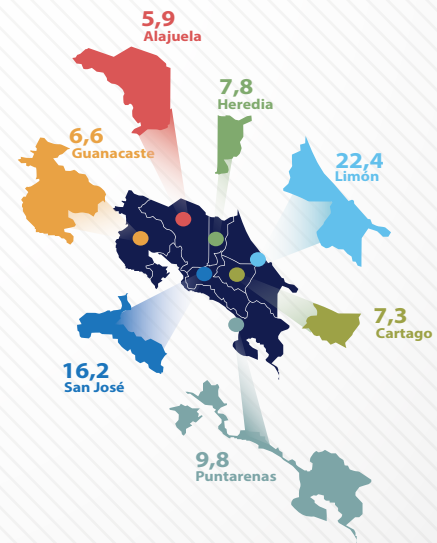 5,9
Alajuela
7,8
Heredia
6,6
Guanacaste
22,4
Limón
7,3
Cartago
16,2
San José
9,8
Puntarenas